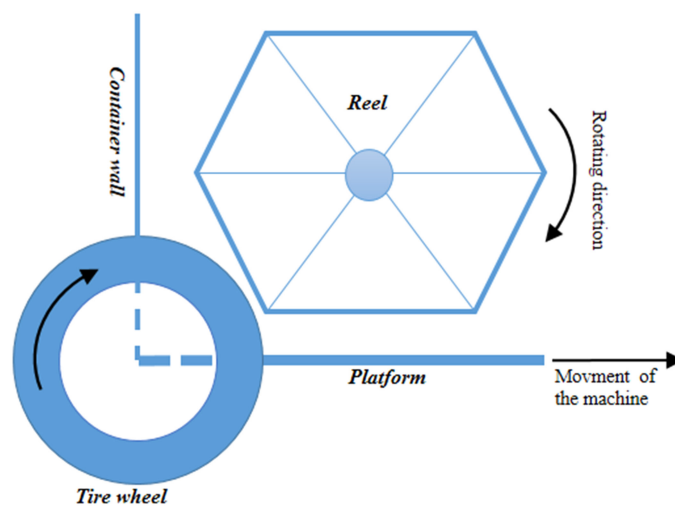 Container wall
Reel
Rotating
direction
Platform
Movment of
the machine
Tire wheel